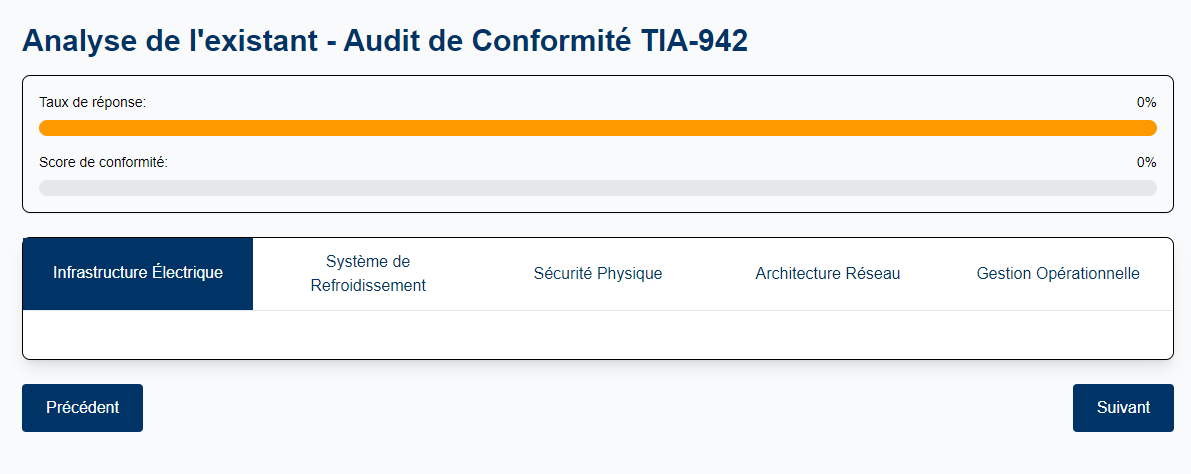 Analyse de l'existant - Audit de Conformité TIA-942
Taux de réponse: 0%
Score de conformité: 0%
Infrastructure Électrique
Système de
Refroidissement
Sécurité Physique
Architecture Réseau
Gestion Opérationnelle
Précédent
Suivant